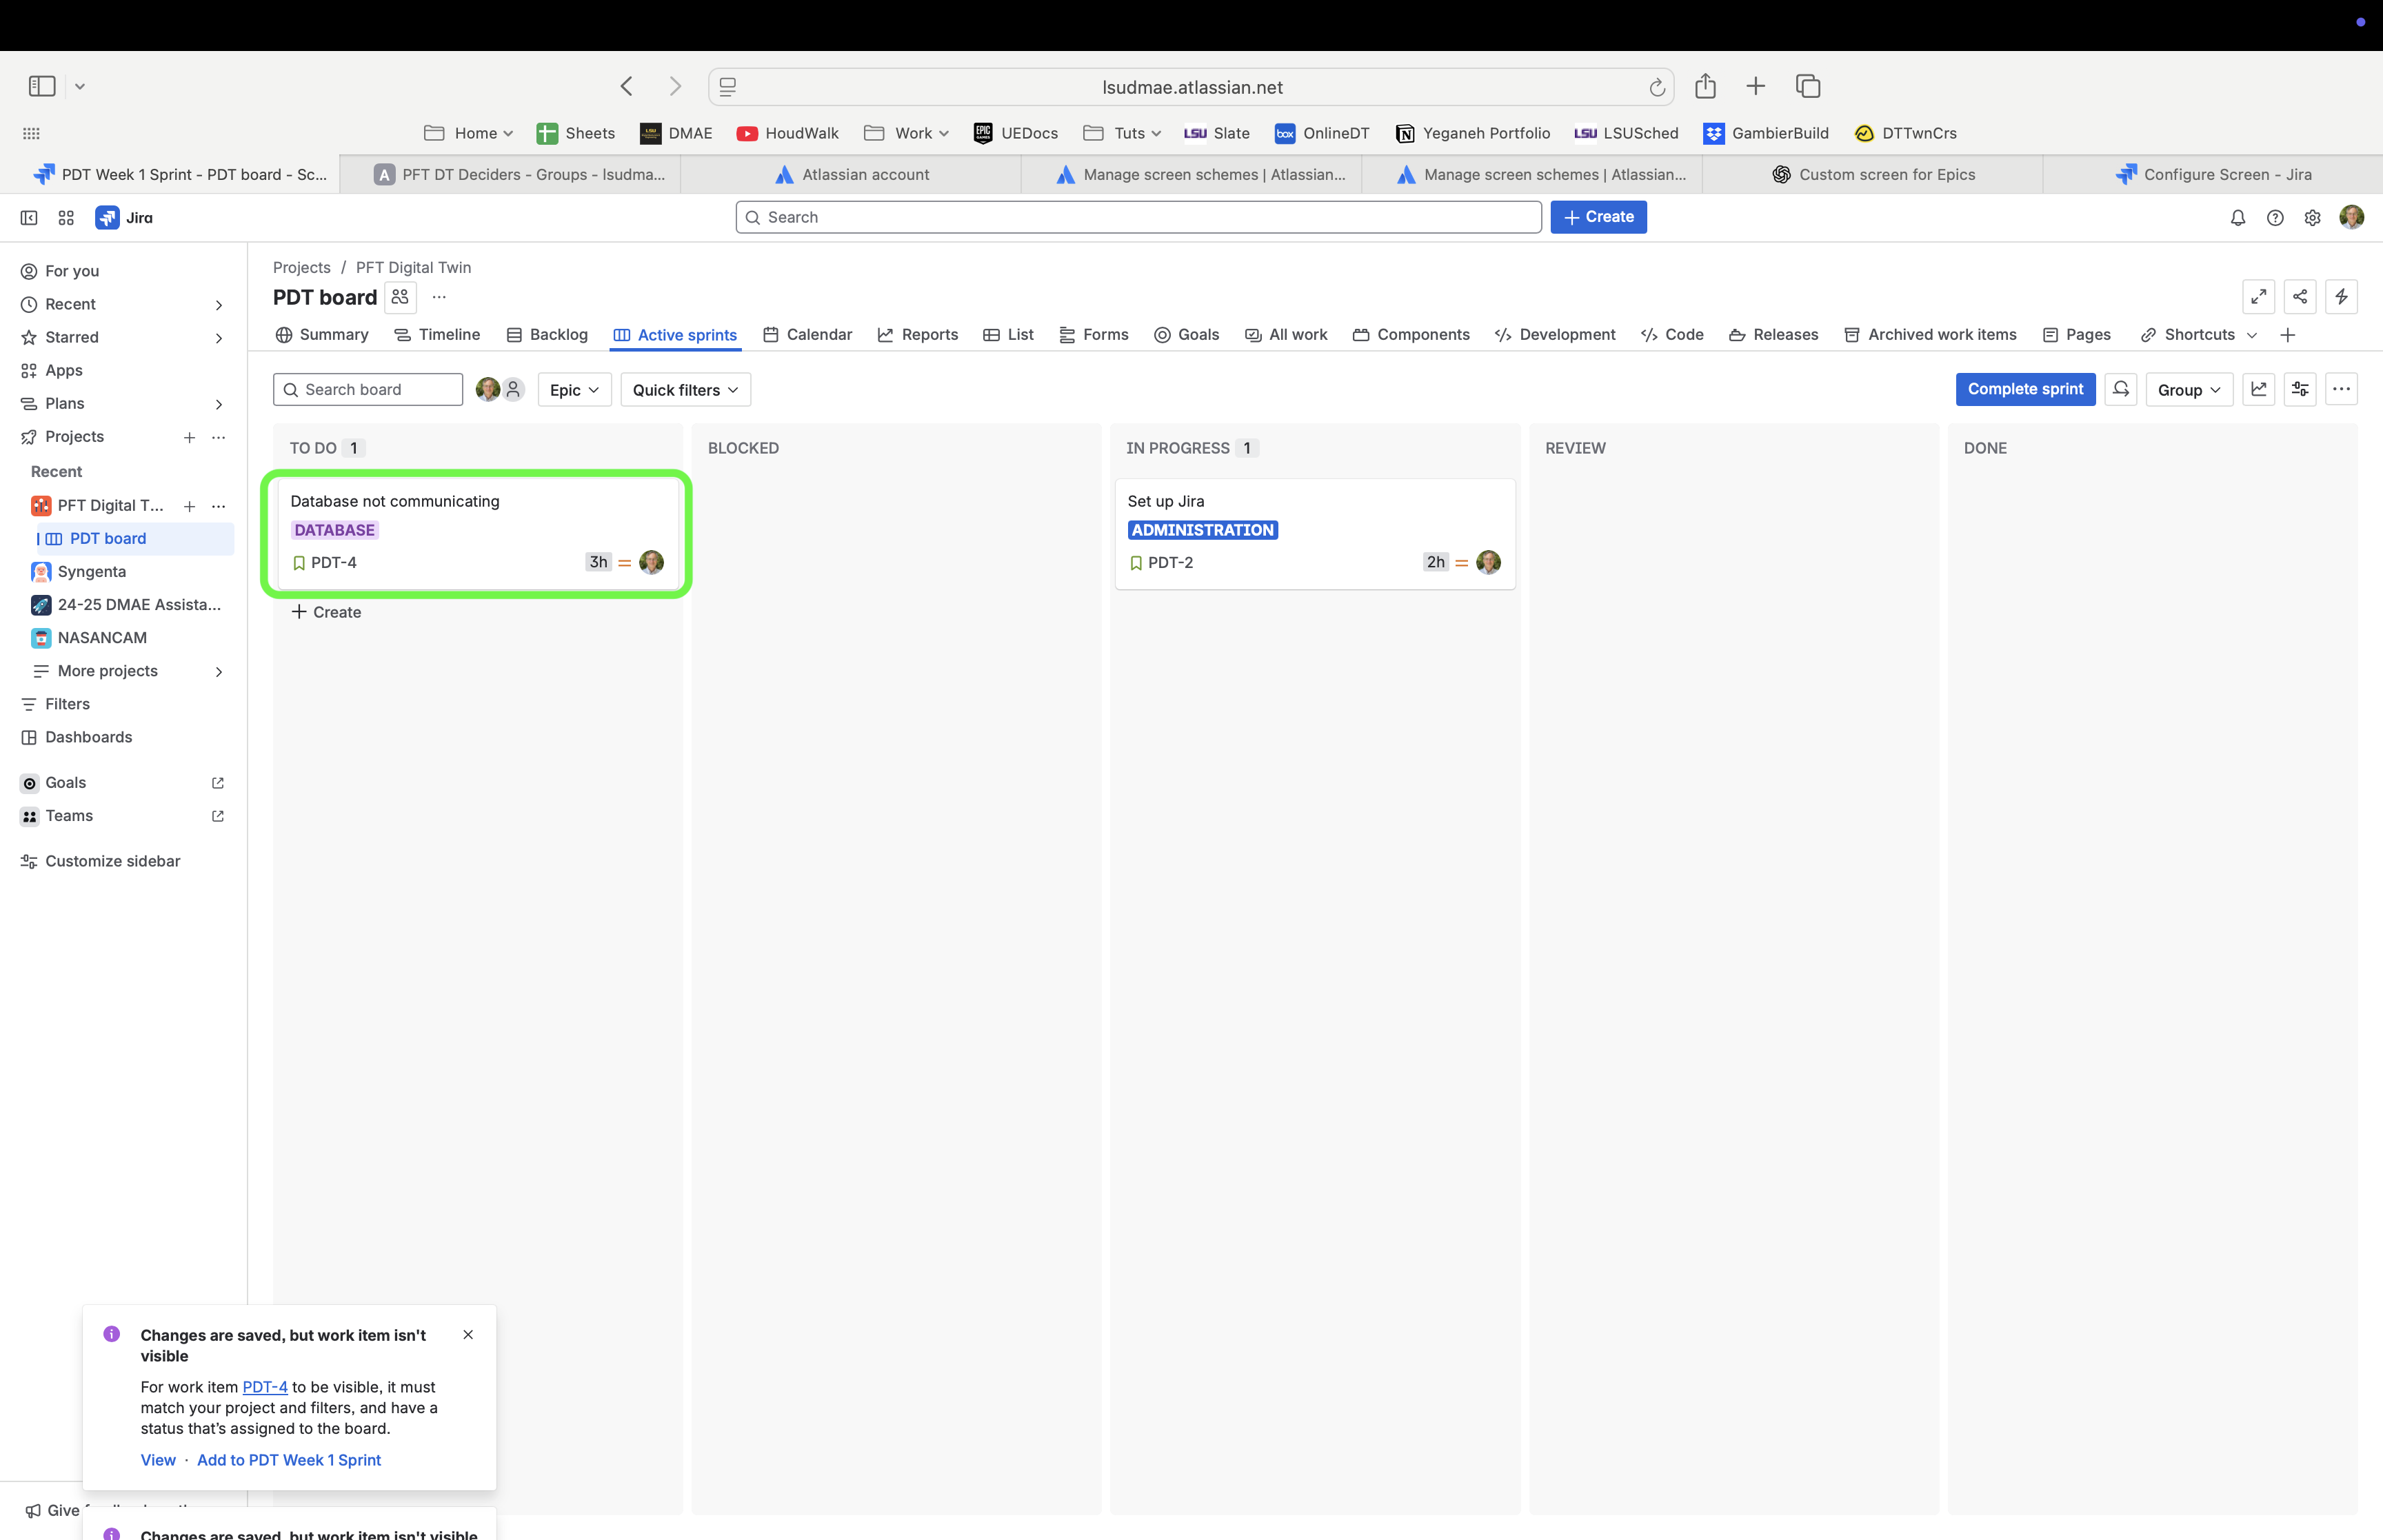 lsudmae.atlassian.net
Home
Sheets
DMAE
HoudWalk
Work
UEDocs
Tuts
LSU Slate
box OnlineDT
Yeganeh Portfolio
LSU LSUSched
GambierBuild
DTTwnCrs
PDT Week 1 Sprint - PDT board - Sc...
A PFT DT Deciders - Groups - lsudma...
Atlassian account
Manage screen schemes | Atlassian...
Manage screen schemes | Atlassian...
Custom screen for Epics
Configure Screen - Jira
Jira
Search
+ Create
For you
Recent
Starred
Apps
Plans
Projects
Recent
PFT Digital T...
PDT board
Syngenta
24-25 DMAE Assista...
NASANCAM
More projects
Filters
Dashboards
Goals
Teams
Customize sidebar
Projects / PFT Digital Twin
PDT board
Summary
Timeline
Backlog
Active sprints
Calendar
Reports
List
Forms
Goals
All work
Components
Development
Code
Releases
Archived work items
Pages
Shortcuts
Search board
Epic
Quick filters
Complete sprint
Group
TO DO 1
BLOCKED
IN PROGRESS 1
REVIEW
DONE
Database not communicating
DATABASE
PDT-4
3h
+ Create
Set up Jira
ADMINISTRATION
PDT-2
2h
Changes are saved, but work item isn't
visible
For work item PDT-4 to be visible, it must
match your project and filters, and have a
status that's assigned to the board.
View · Add to PDT Week 1 Sprint
Give
Changes are saved, but work item isn't visible